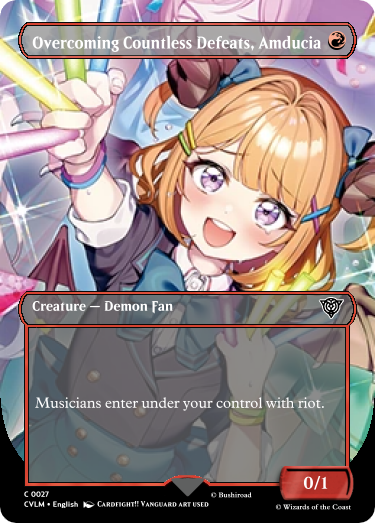 Overcoming Countless Defeats, Amducia
Creature — Demon Fan
Musicians enter under your control with riot.
0/1
C 0027
© Bushiroad
CVLM • English CARDFIGHT!! VANGUARD ART USED
© Wizards of the Coast